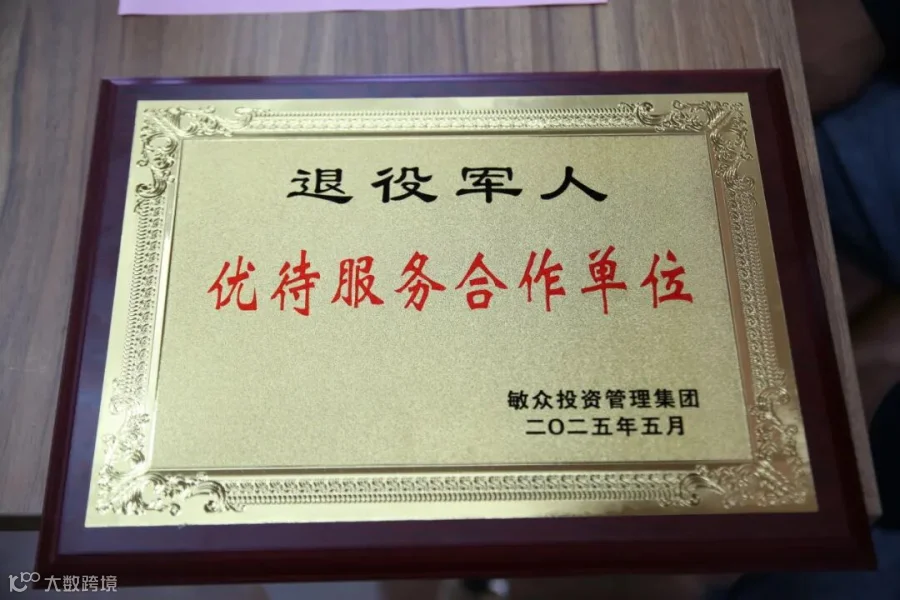 退役军人
优待服务合作单位
敏众投资管理集团
二〇二五年五月
大数跨境